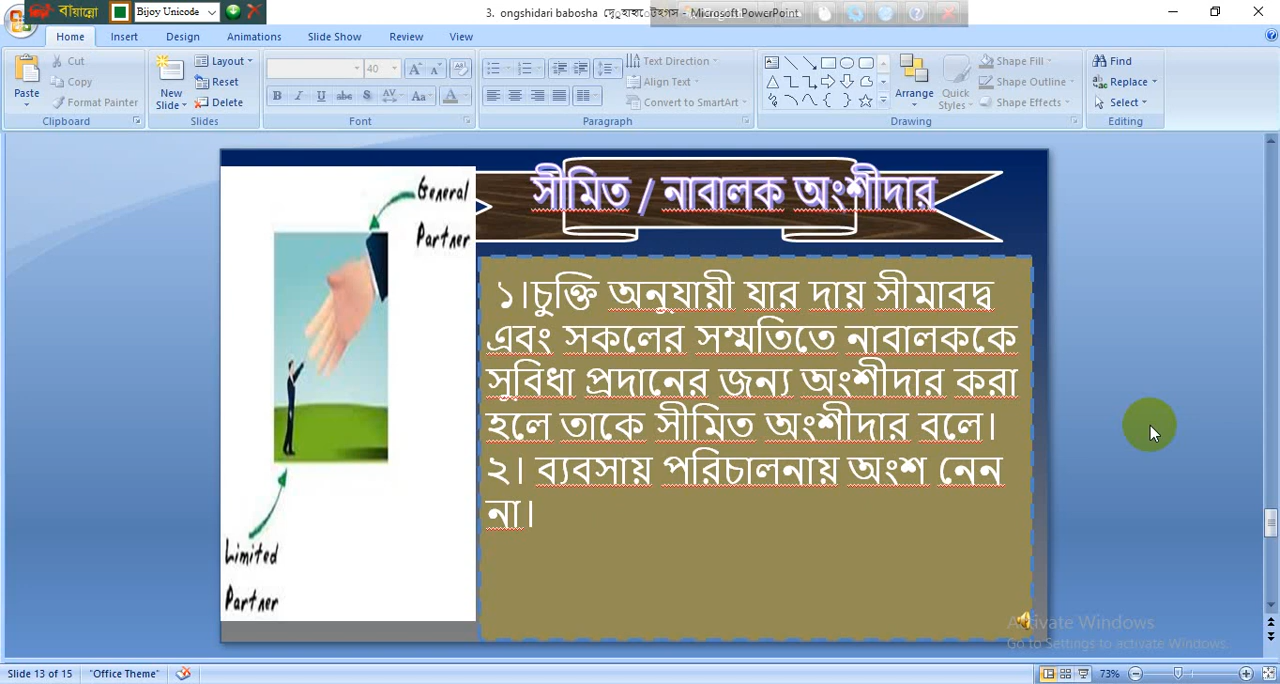 বায়ান্নো Bijoy Unicode
3. ongshidari babosha - Microsoft PowerPoint
Home Insert Design Animations Slide Show Review View
Paste Cut Copy Format Painter Clipboard
New Slide Layout Reset Delete Slides
40 B I U abc S AV Aa A Font
Text Direction Align Text Convert to SmartArt Paragraph
Arrange Quick Styles Shape Fill Shape Outline Shape Effects Drawing
Find Replace Select Editing
General
Partner
Limited
Partner
সীমিত / নাবালক অংশীদার
১।চুক্তি অনুযায়ী যার দায় সীমাবদ্ব
এবং সকলের সম্মতিতে নাবালককে
সুবিধা প্রদানের জন্য অংশীদার করা
হলে তাকে সীমিত অংশীদার বলে।
২। ব্যবসায় পরিচালনায় অংশ নেন
না।
Activate Windows
Go to Settings to activate Windows.
Slide 13 of 15 "Office Theme" 73%